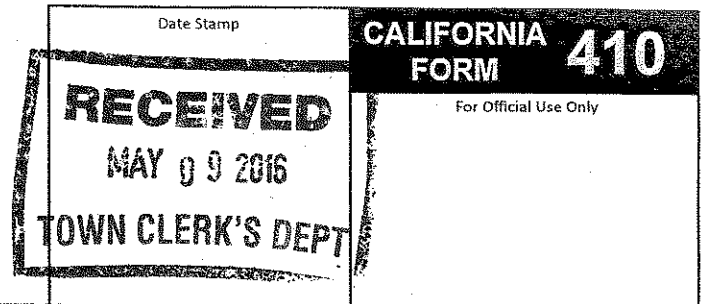 Date Stamp
CALIFORNIA
FORM
410
For Official Use Only
RECEIVED
MAY 09 2016
TOWN CLERK'S DEPT